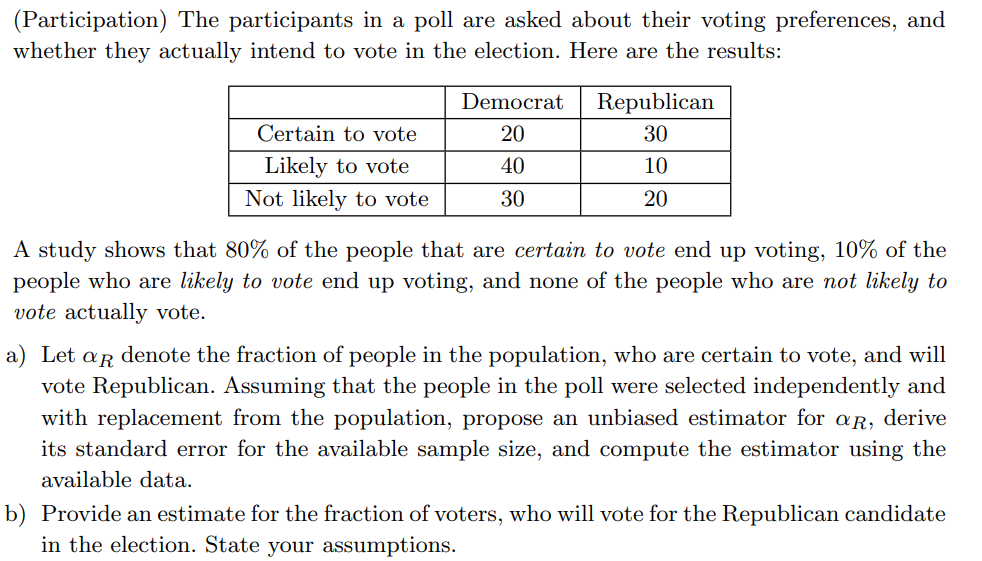 (Participation) The participants in a poll are asked about their voting preferences, and
whether they actually intend to vote in the election. Here are the results:
Democrat Republican
Certain to vote 20 30
Likely to vote 40 10
Not likely to vote 30 20
A study shows that 80% of the people that are certain to vote end up voting, 10% of the
people who are likely to vote end up voting, and none of the people who are not likely to
vote actually vote.
a) Let αR denote the fraction of people in the population, who are certain to vote, and will
vote Republican. Assuming that the people in the poll were selected independently and
with replacement from the population, propose an unbiased estimator for αR, derive
its standard error for the available sample size, and compute the estimator using the
available data.
b) Provide an estimate for the fraction of voters, who will vote for the Republican candidate
in the election. State your assumptions.